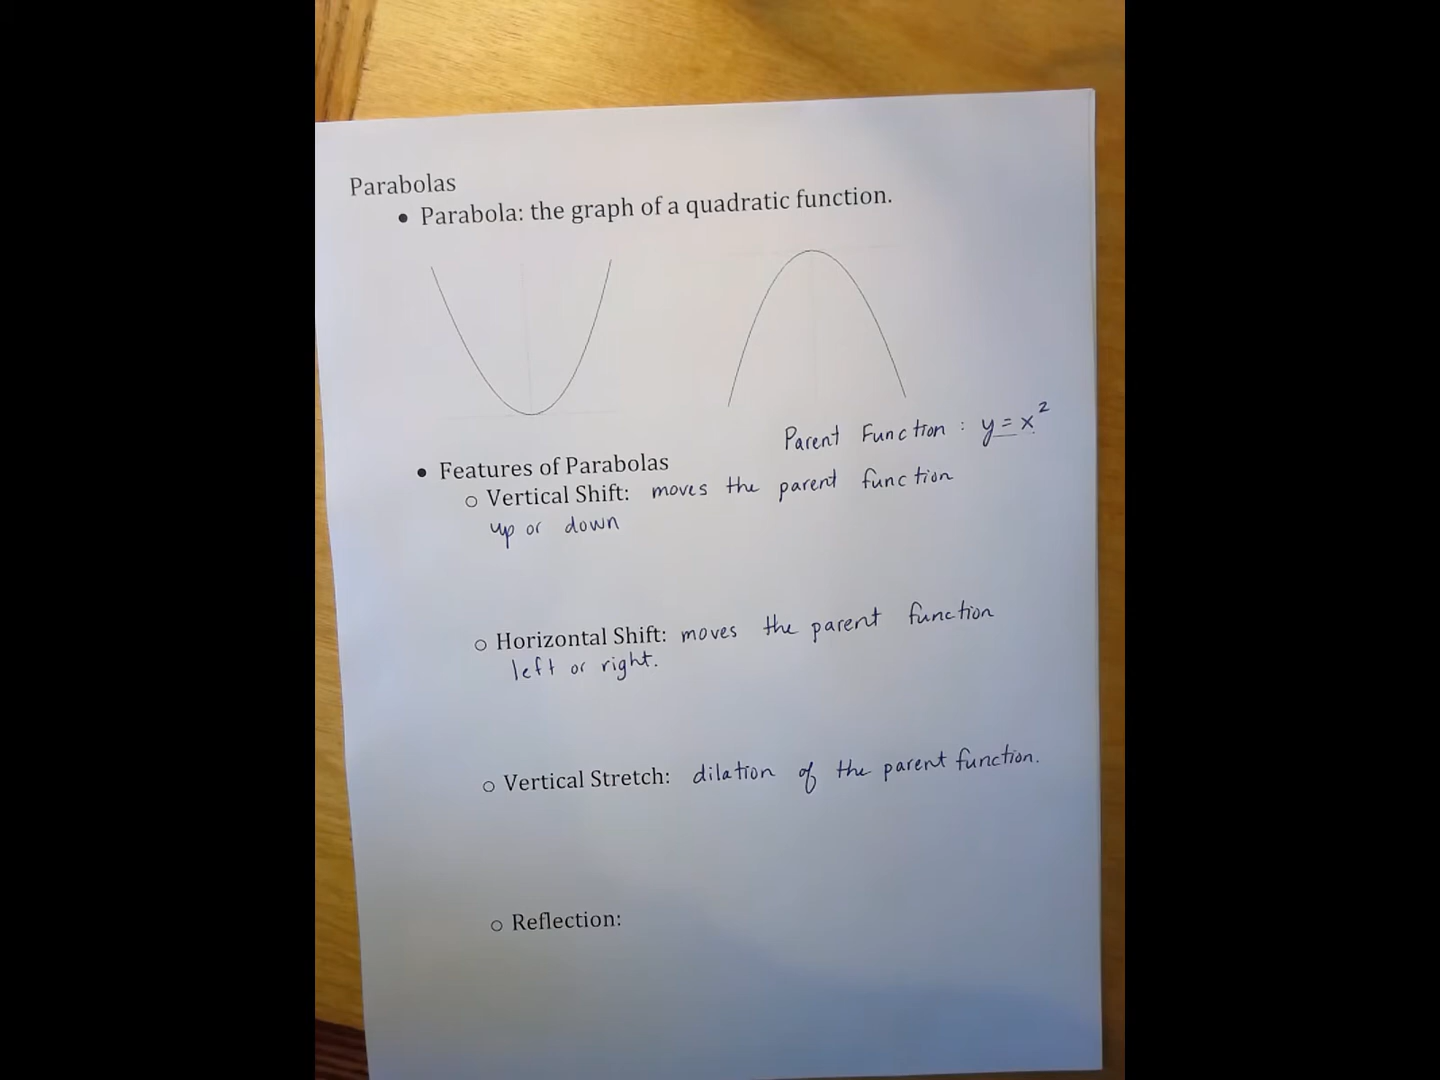 Parabolas
• Parabola: the graph of a quadratic function.
Parent Function : y = x²
• Features of Parabolas
○ Vertical Shift: moves the parent function
up or down
○ Horizontal Shift: moves the parent function
left or right.
○ Vertical Stretch: dilation of the parent function.
○ Reflection: